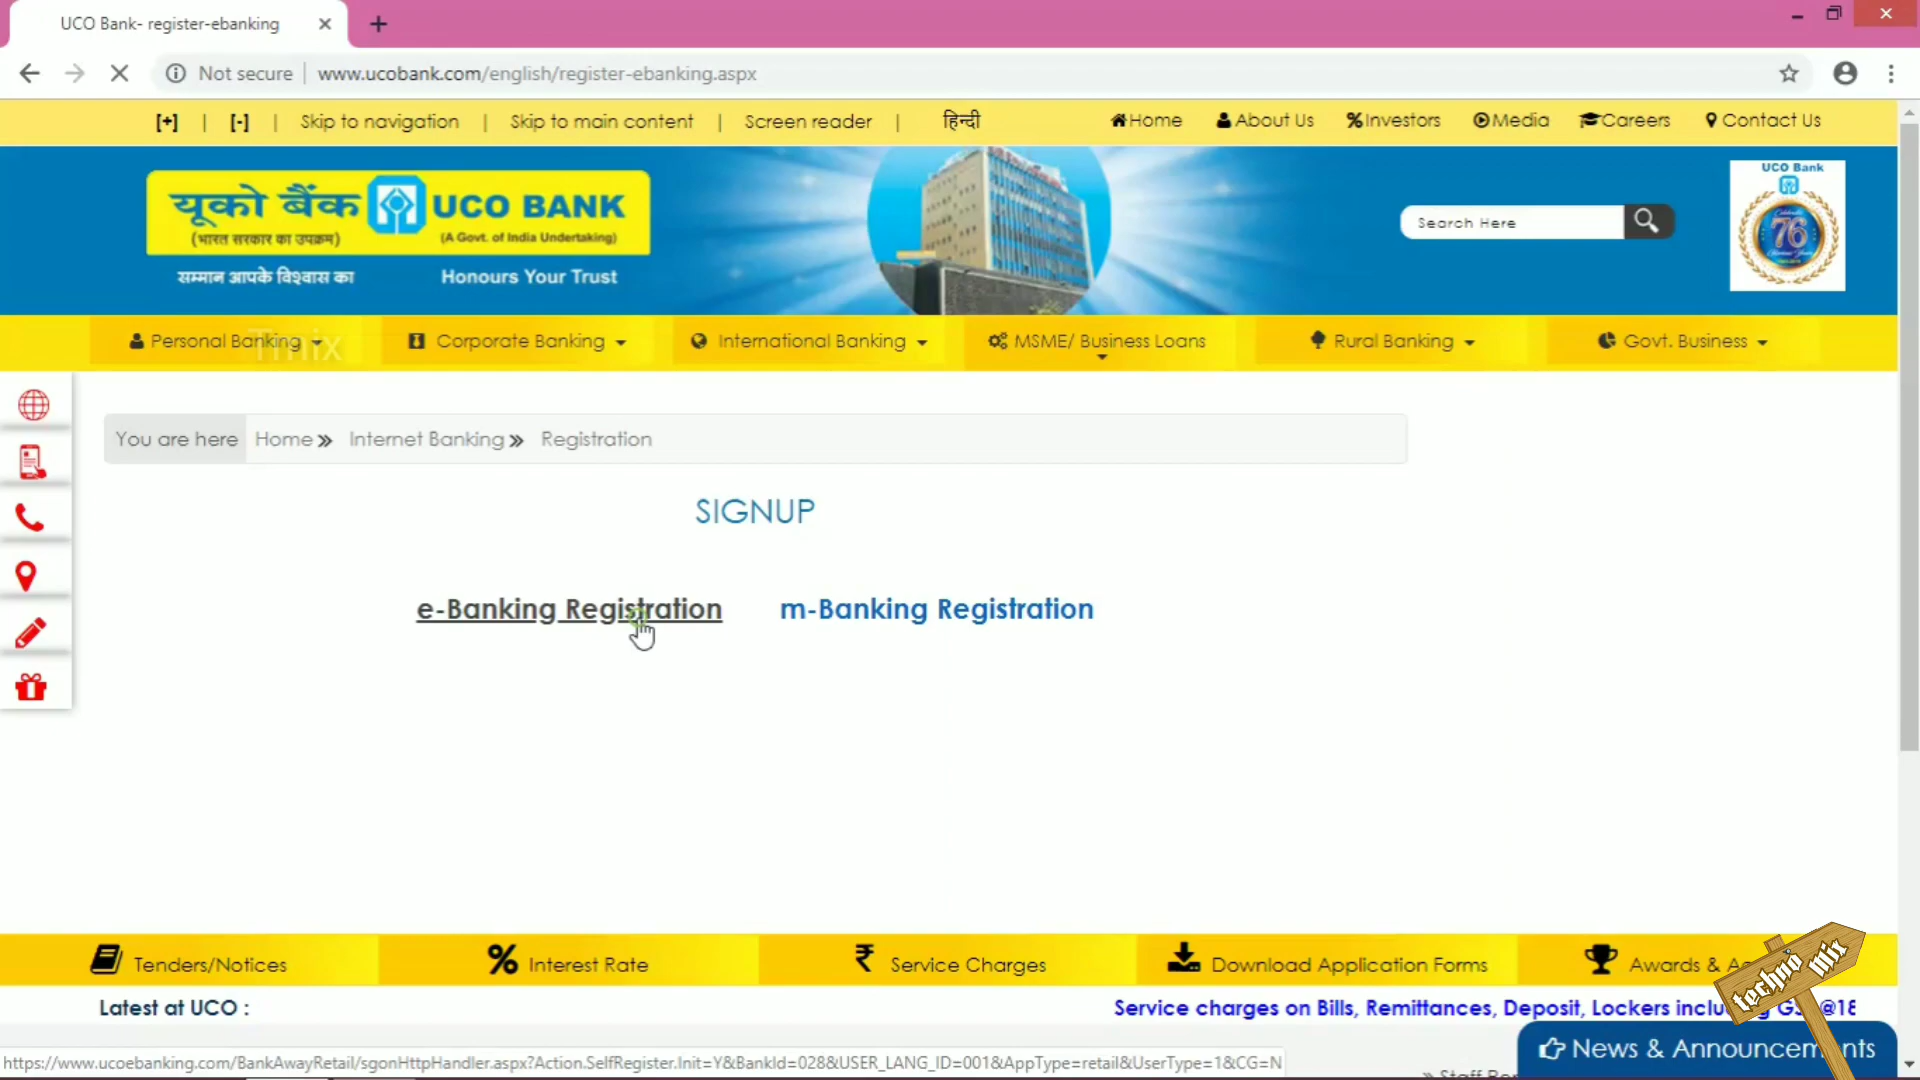 UCO Bank- register-ebanking
Not secure www.ucobank.com/english/register-ebanking.aspx
[+] | [-] | Skip to navigation | Skip to main content | Screen reader | हिन्दी Home About Us Investors Media Careers Contact Us
यूको बैंक UCO BANK
(भारत सरकार का उपक्रम) (A Govt. of India Undertaking)
सम्मान आपके विश्वास का Honours Your Trust
Search Here
UCO Bank
76
Personal Banking Corporate Banking International Banking MSME/ Business Loans Rural Banking Govt. Business
You are here Home » Internet Banking » Registration
SIGNUP
e-Banking Registration m-Banking Registration
Tenders/Notices Interest Rate ₹ Service Charges Download Application Forms Awards &
techno mix
Latest at UCO : Service charges on Bills, Remittances, Deposit, Lockers @18
News & Announcements
https://www.ucoebanking.com/BankAwayRetail/sgonHttpHandler.aspx?Action.SelfRegister.Init=Y&BankId=028&USER_LANG_ID=001&AppType=retail&UserType=1&CG=N